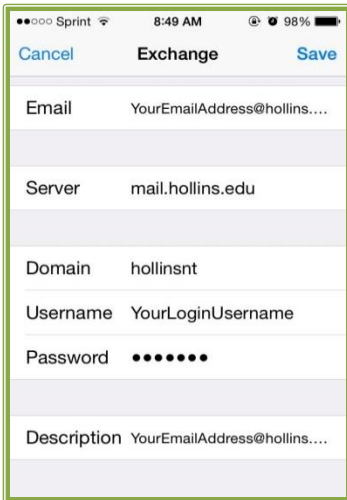 Sprint 8:49 AM 98%
Cancel Exchange Save
Email YourEmailAddress@hollins....
Server mail.hollins.edu
Domain hollinsnt
Username YourLoginUsername
Password •••••••
Description YourEmailAddress@hollins....